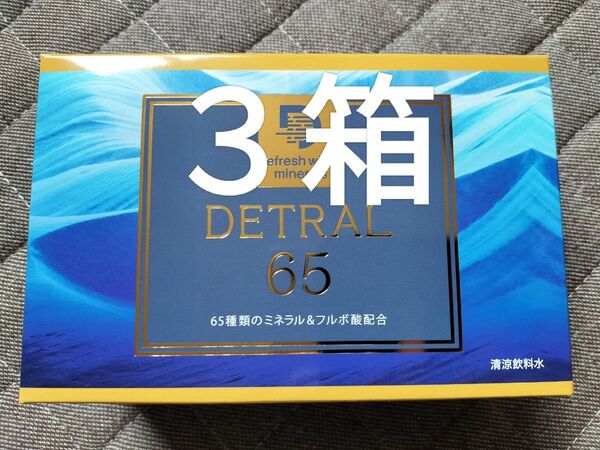 3箱
efresh w
minera
DETRAL
65
65種類のミネラル&フルボ酸配合
清涼飲料水